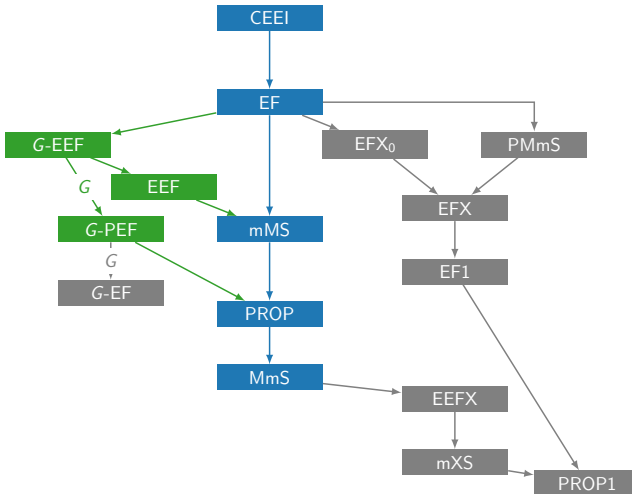 CEEI
EF
G-EEF
EFX₀
PMmS
G
EEF
EFX
G-PEF
mMS
G
EF1
G-EF
PROP
MmS
EEFX
mXS
PROP1